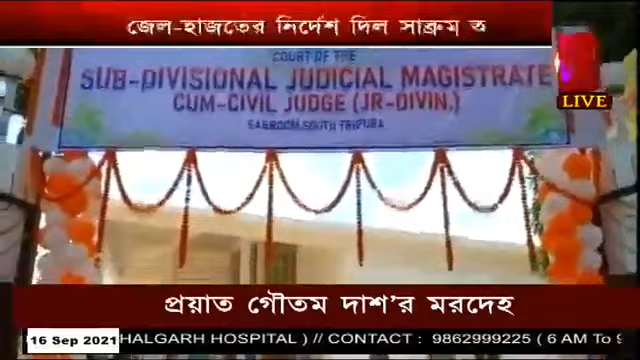 জেল-হাজতের নির্দেশ দিল সাব্রুম অ
COURT OF THE
SUB-DIVISIONAL JUDICIAL MAGISTRATE
CUM-CIVIL JUDGE (JR-DIVN.)
SABROOM, SOUTH TRIPURA
LIVE
প্রয়াত গৌতম দাশ'র মরদেহ
16 Sep 2021
HALGARH HOSPITAL ) // CONTACT : 9862999225 ( 6 AM To 9